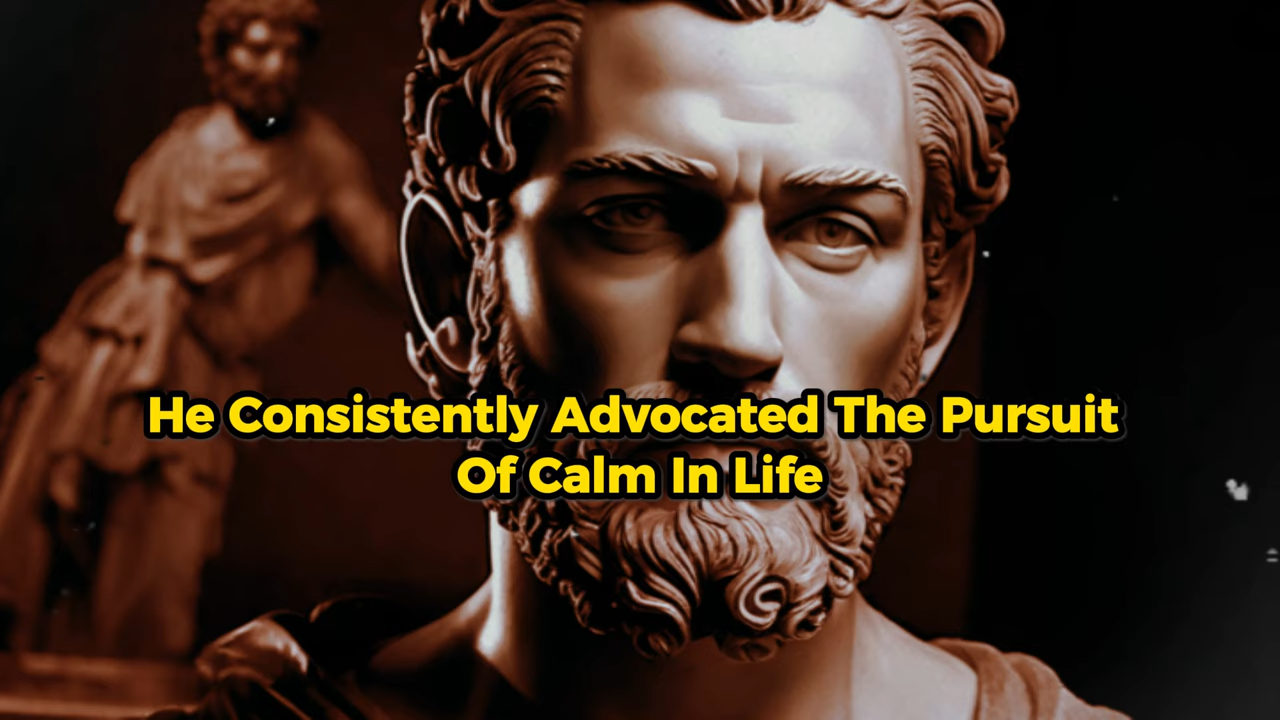 He Consistently Advocated The Pursuit
Of Calm In Life